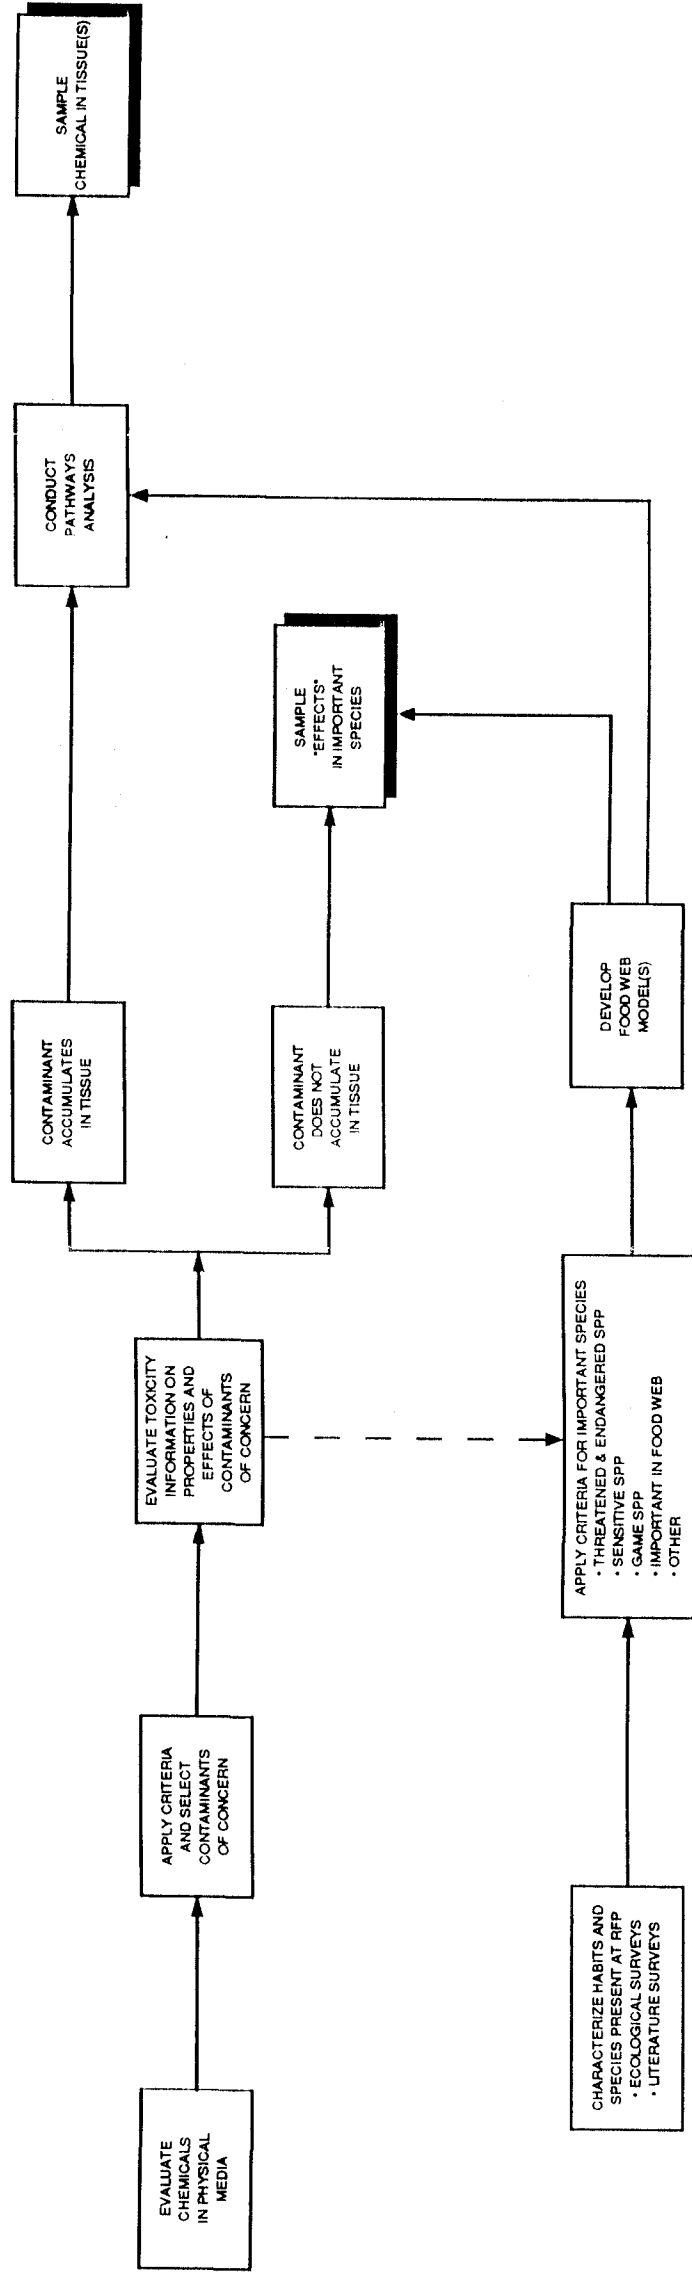 EVALUATE
CHEMICALS
IN PHYSICAL
MEDIA
APPLY CRITERIA
AND SELECT
CONTAMINANTS
OF CONCERN
EVALUATE TOXICITY
INFORMATION ON
PROPERTIES AND
EFFECTS OF
CONTAMINANTS
OF CONCERN
CONTAMINANT
ACCUMULATES
IN TISSUE
CONDUCT
PATHWAYS
ANALYSIS
SAMPLE
CHEMICAL IN TISSUE(S)
CONTAMINANT
DOES NOT
ACCUMULATE
IN TISSUE
SAMPLE
"EFFECTS"
IN IMPORTANT
SPECIES
CHARACTERIZE HABITS AND
SPECIES PRESENT AT RFP
• ECOLOGICAL SURVEYS
• LITERATURE SURVEYS
APPLY CRITERIA FOR IMPORTANT SPECIES
• THREATENED & ENDANGERED SPP
• SENSITIVE SPP
• GAME SPP
• IMPORTANT IN FOOD WEB
• OTHER
DEVELOP
FOOD WEB
MODEL(S)